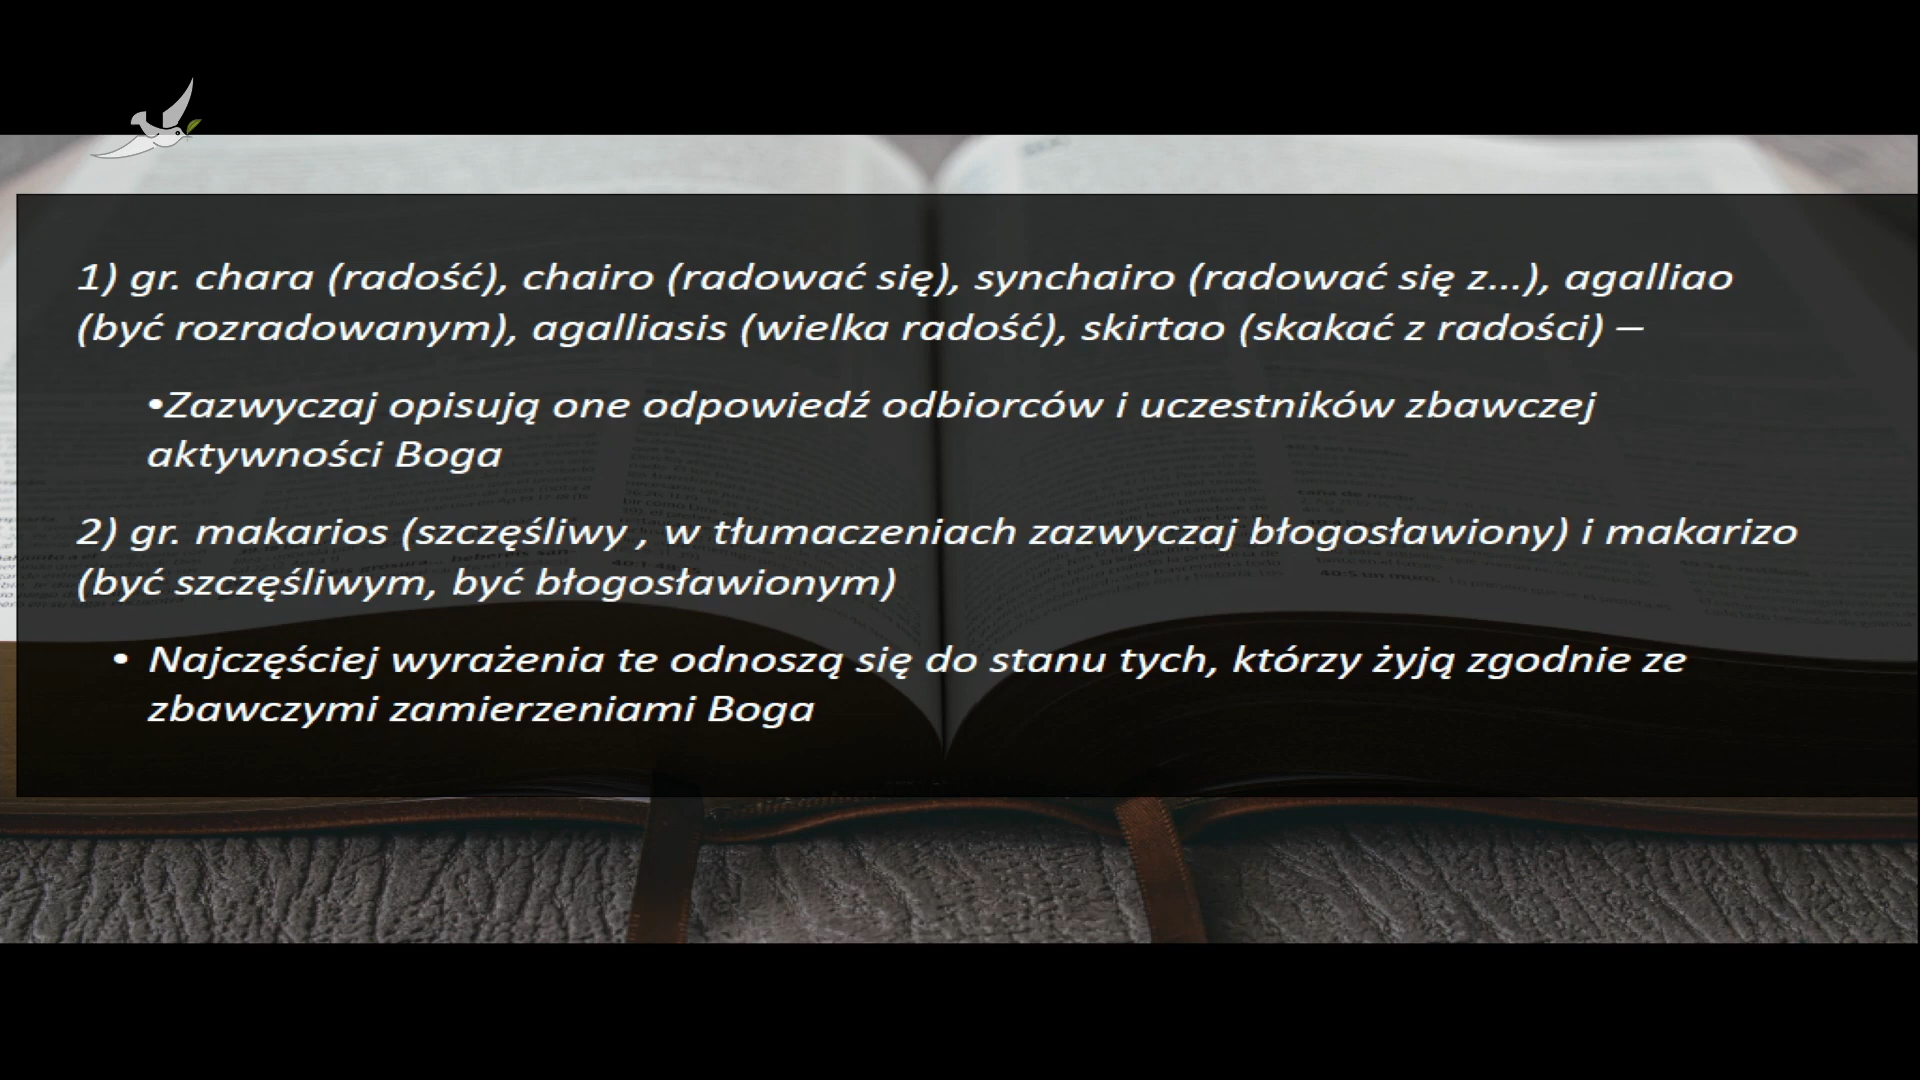 1) gr. chara (radość), chairo (radować się), synchairo (radować się z...), agalliao
(być rozradowanym), agalliasis (wielka radość), skirtao (skakać z radości) –
•Zazwyczaj opisują one odpowiedź odbiorców i uczestników zbawczej
aktywności Boga
2) gr. makarios (szczęśliwy , w tłumaczeniach zazwyczaj błogosławiony) i makarizo
(być szczęśliwym, być błogosławionym)
• Najczęściej wyrażenia te odnoszą się do stanu tych, którzy żyją zgodnie ze
zbawczymi zamierzeniami Boga